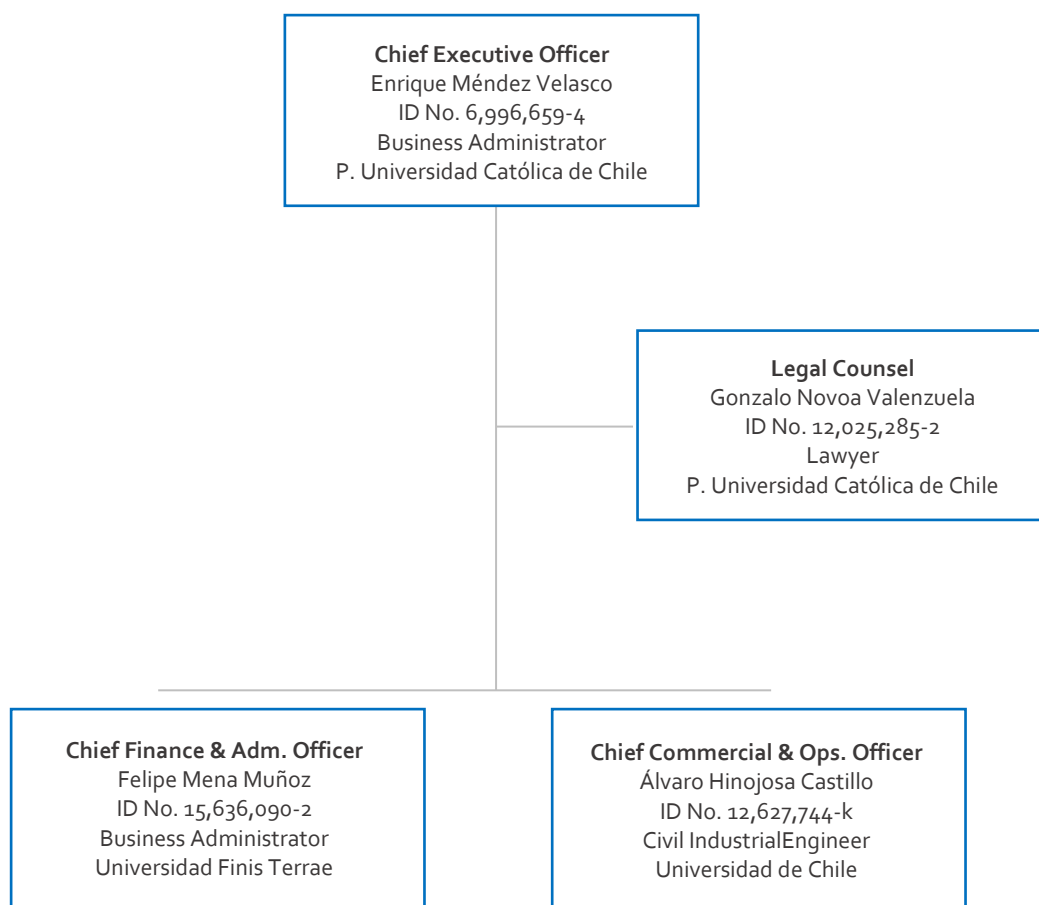 Chief Executive Officer
Enrique Méndez Velasco
ID No. 6,996,659-4
Business Administrator
P. Universidad Católica de Chile
Legal Counsel
Gonzalo Novoa Valenzuela
ID No. 12,025,285-2
Lawyer
P. Universidad Católica de Chile
Chief Finance & Adm. Officer
Felipe Mena Muñoz
ID No. 15,636,090-2
Business Administrator
Universidad Finis Terrae
Chief Commercial & Ops. Officer
Álvaro Hinojosa Castillo
ID No. 12,627,744-k
Civil IndustrialEngineer
Universidad de Chile